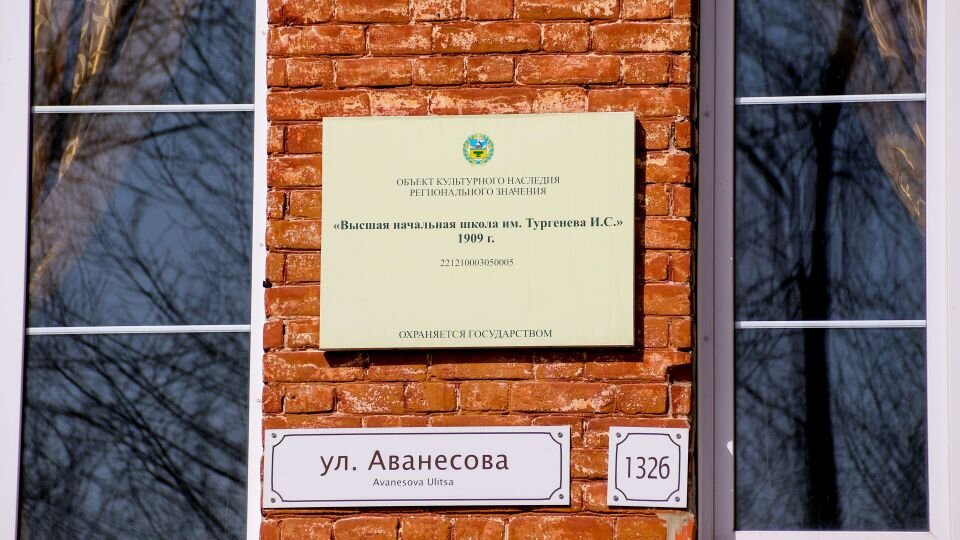 ОБЪЕКТ КУЛЬТУРНОГО НАСЛЕДИЯ
РЕГИОНАЛЬНОГО ЗНАЧЕНИЯ
«Высшая начальная школа им. Тургенева И.С.»
1909 г.
221210003050005
ОХРАНЯЕТСЯ ГОСУДАРСТВОМ
ул. Аванесова
Avanesova Ulitsa
132б